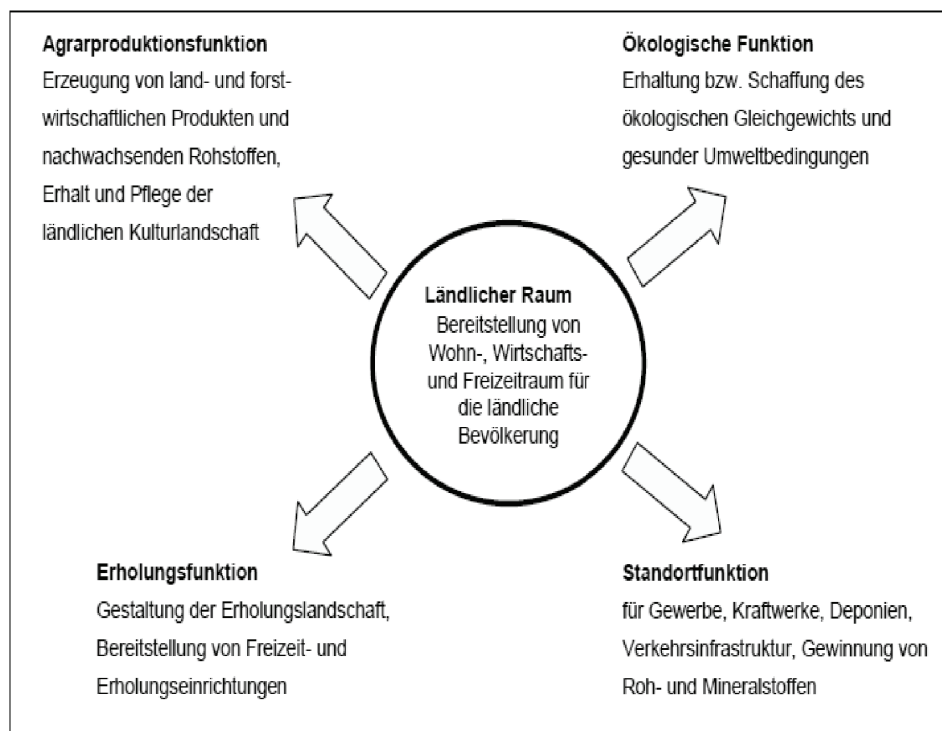 Agrarproduktionsfunktion
Erzeugung von land- und forst-
wirtschaftlichen Produkten und
nachwachsenden Rohstoffen,
Erhalt und Pflege der
ländlichen Kulturlandschaft
Ökologische Funktion
Erhaltung bzw. Schaffung des
ökologischen Gleichgewichts und
gesunder Umweltbedingungen
Ländlicher Raum
Bereitstellung von
Wohn-, Wirtschafts-
und Freizeitraum für
die ländliche
Bevölkerung
Erholungsfunktion
Gestaltung der Erholungslandschaft,
Bereitstellung von Freizeit- und
Erholungseinrichtungen
Standortfunktion
für Gewerbe, Kraftwerke, Deponien,
Verkehrsinfrastruktur, Gewinnung von
Roh- und Mineralstoffen